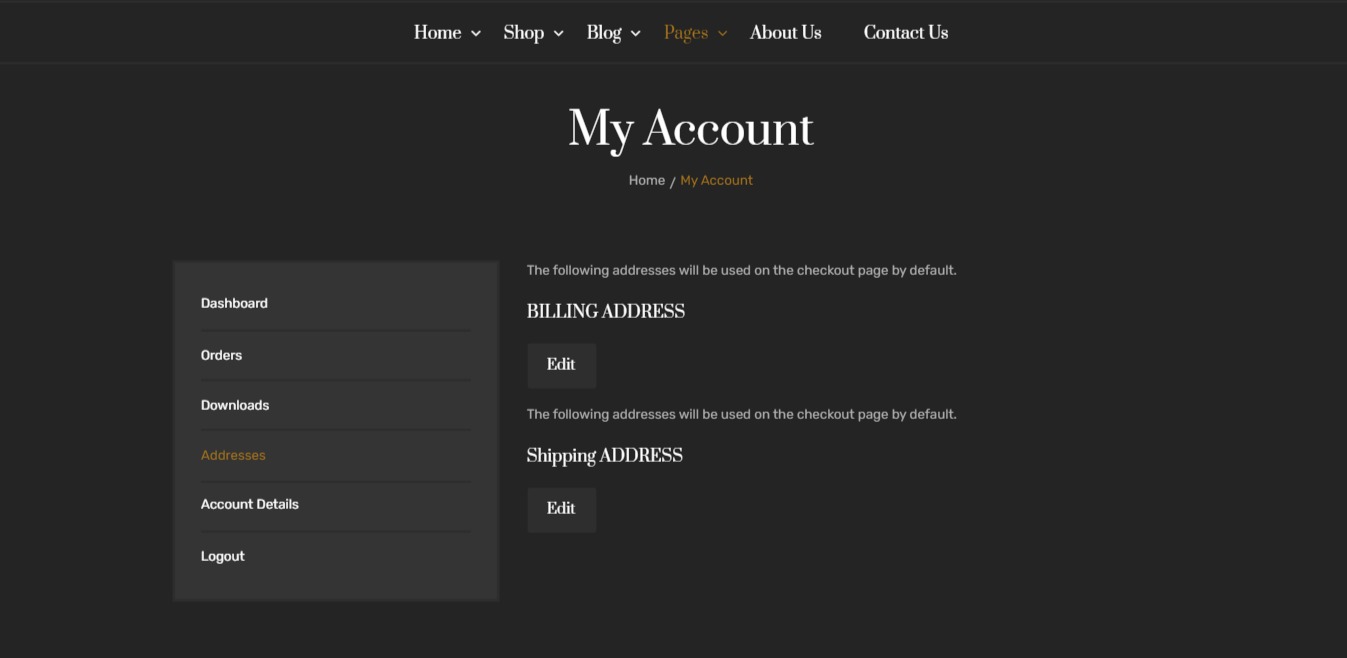 Home Shop Blog Pages About Us Contact Us
My Account
Home / My Account
Dashboard
Orders
Downloads
Addresses
Account Details
Logout
The following addresses will be used on the checkout page by default.
BILLING ADDRESS
Edit
The following addresses will be used on the checkout page by default.
Shipping ADDRESS
Edit